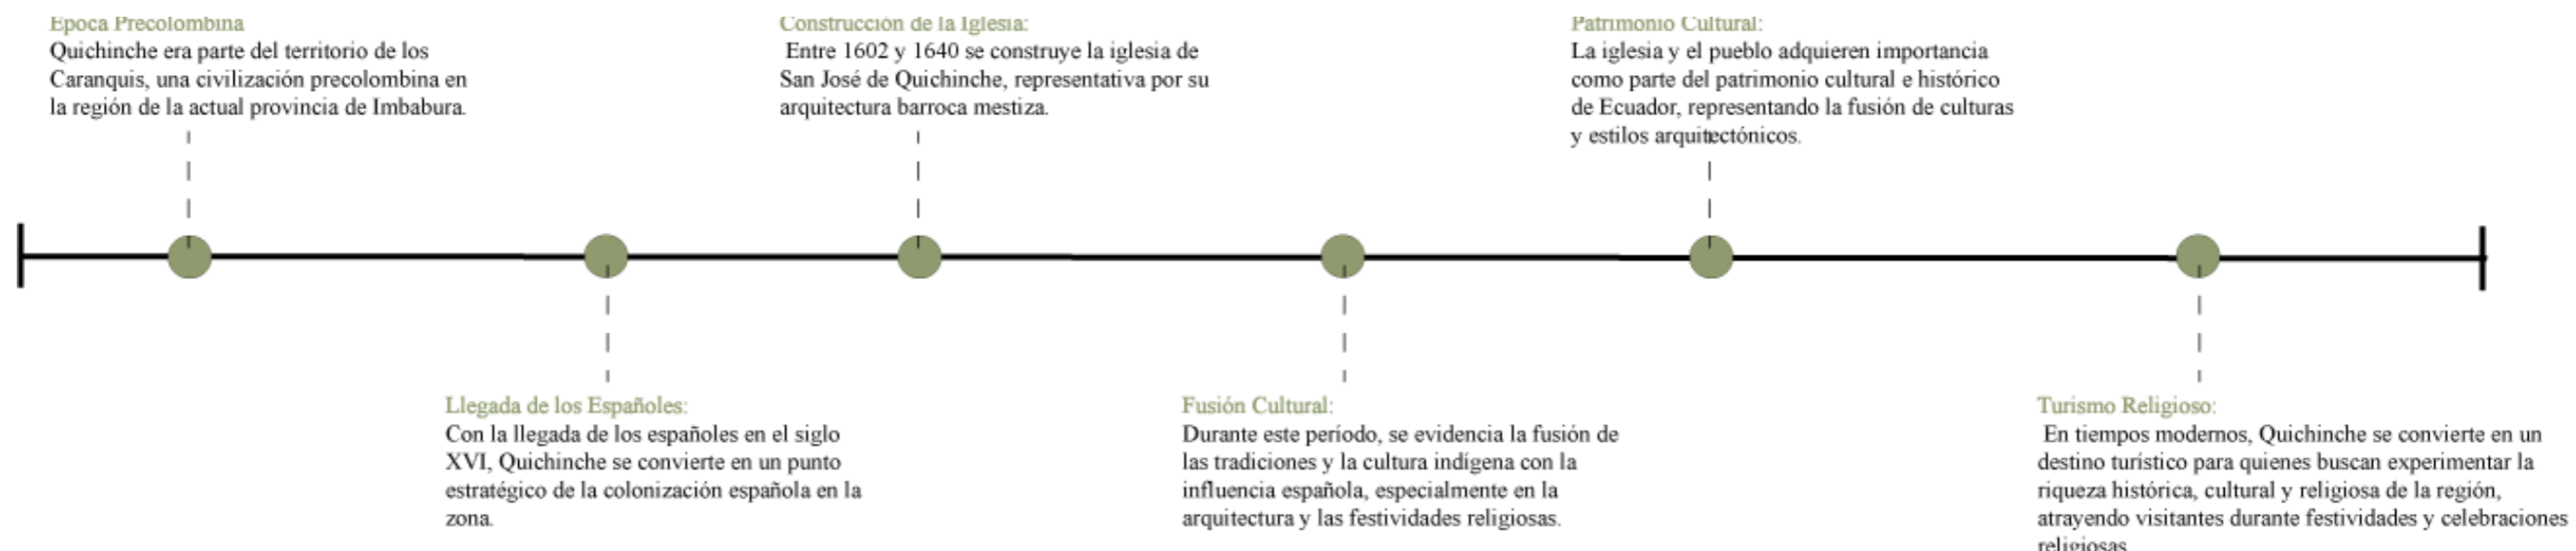 Época Precolombina
Quichinche era parte del territorio de los
Caranquis, una civilización precolombina en
la región de la actual provincia de Imbabura.
Llegada de los Españoles:
Con la llegada de los españoles en el siglo
XVI, Quichinche se convierte en un punto
estratégico de la colonización española en la
zona.
Construcción de la Iglesia:
Entre 1602 y 1640 se construye la iglesia de
San José de Quichinche, representativa por su
arquitectura barroca mestiza.
Fusión Cultural:
Durante este período, se evidencia la fusión de
las tradiciones y la cultura indígena con la
influencia española, especialmente en la
arquitectura y las festividades religiosas.
Patrimonio Cultural:
La iglesia y el pueblo adquieren importancia
como parte del patrimonio cultural e histórico
de Ecuador, representando la fusión de culturas
y estilos arquitectónicos.
Turismo Religioso:
En tiempos modernos, Quichinche se convierte en un
destino turístico para quienes buscan experimentar la
riqueza histórica, cultural y religiosa de la región,
atrayendo visitantes durante festividades y celebraciones
religiosas.